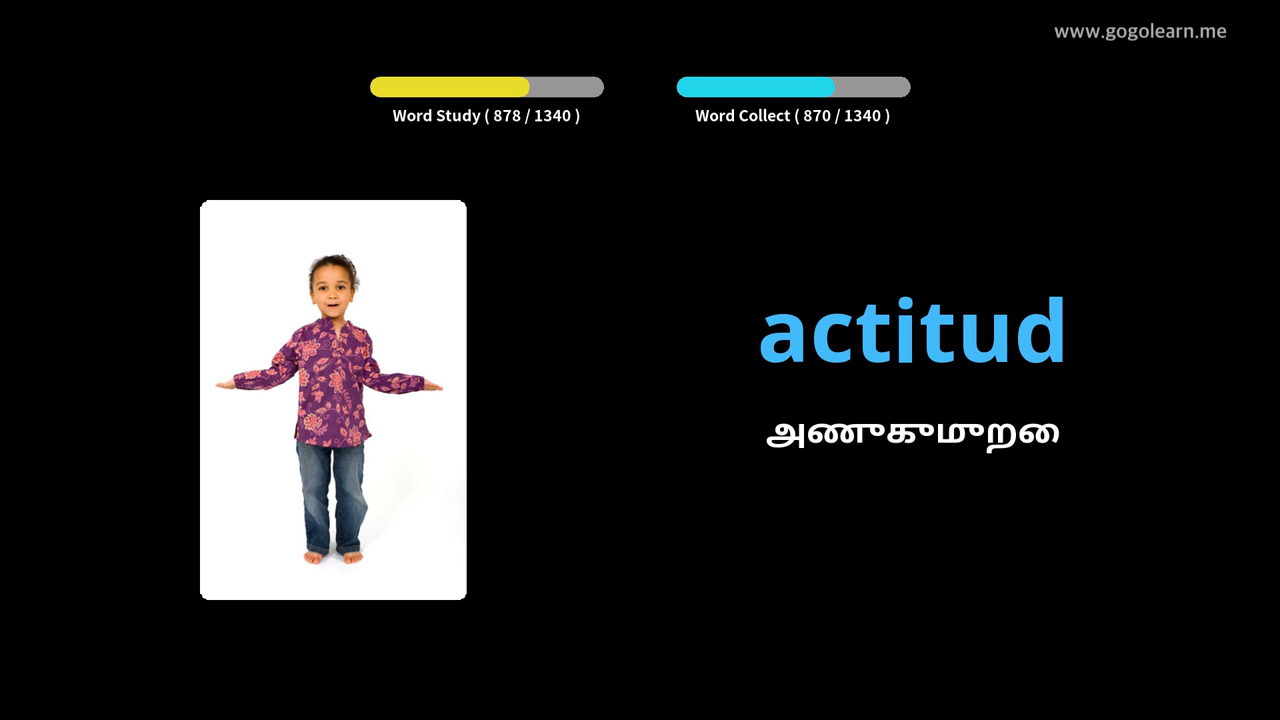 www.gogolearn.me
Word Study ( 878 / 1340 )
Word Collect ( 870 / 1340 )
actitud
அணுகுமுறை